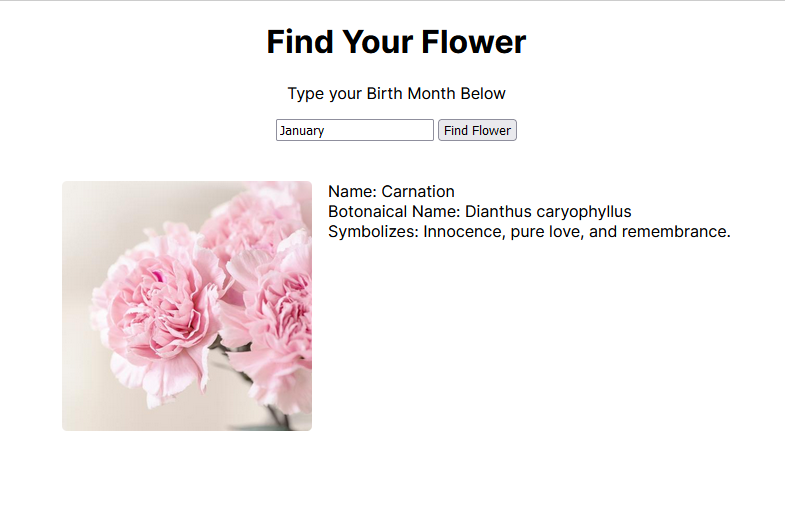 Find Your Flower
Type your Birth Month Below
January Find Flower
Name: Carnation
Botonaical Name: Dianthus caryophyllus
Symbolizes: Innocence, pure love, and remembrance.